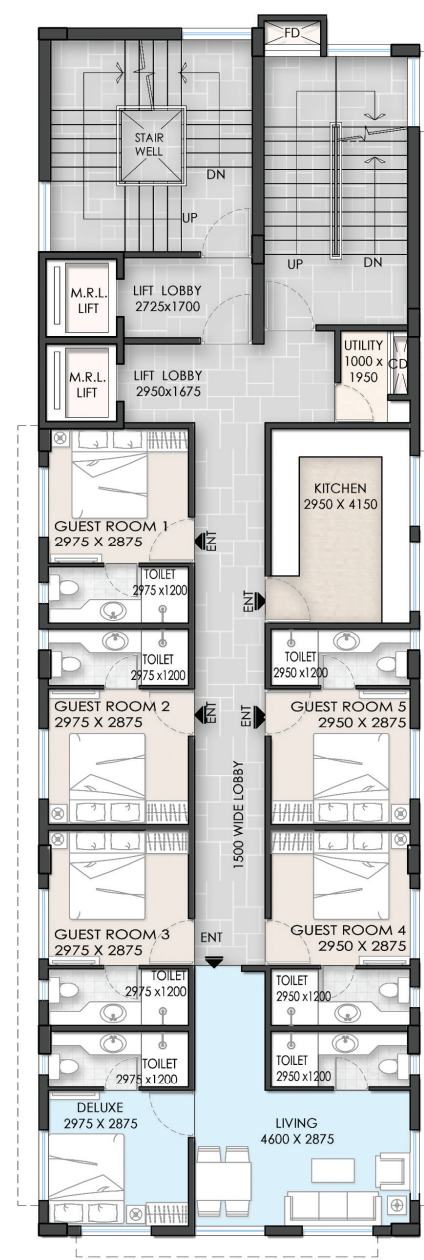 FD
STAIR
WELL
DN
UP
UP
DN
M.R.L.
LIFT
LIFT LOBBY
2725x1700
M.R.L.
LIFT
LIFT LOBBY
2950x1675
UTILITY
1000 x
1950
CD
KITCHEN
2950 X 4150
GUEST ROOM 1
2975 X 2875
ENT
TOILET
2975 x1200
ENT
TOILET
2975 x1200
TOILET
2950 x1200
GUEST ROOM 2
2975 X 2875
ENT
ENT
GUEST ROOM 5
2950 X 2875
1500 WIDE LOBBY
GUEST ROOM 3
2975 X 2875
ENT
GUEST ROOM 4
2950 X 2875
TOILET
2975 x1200
TOILET
2950 x1200
TOILET
2975 x1200
TOILET
2950 x1200
DELUXE
2975 X 2875
LIVING
4600 X 2875